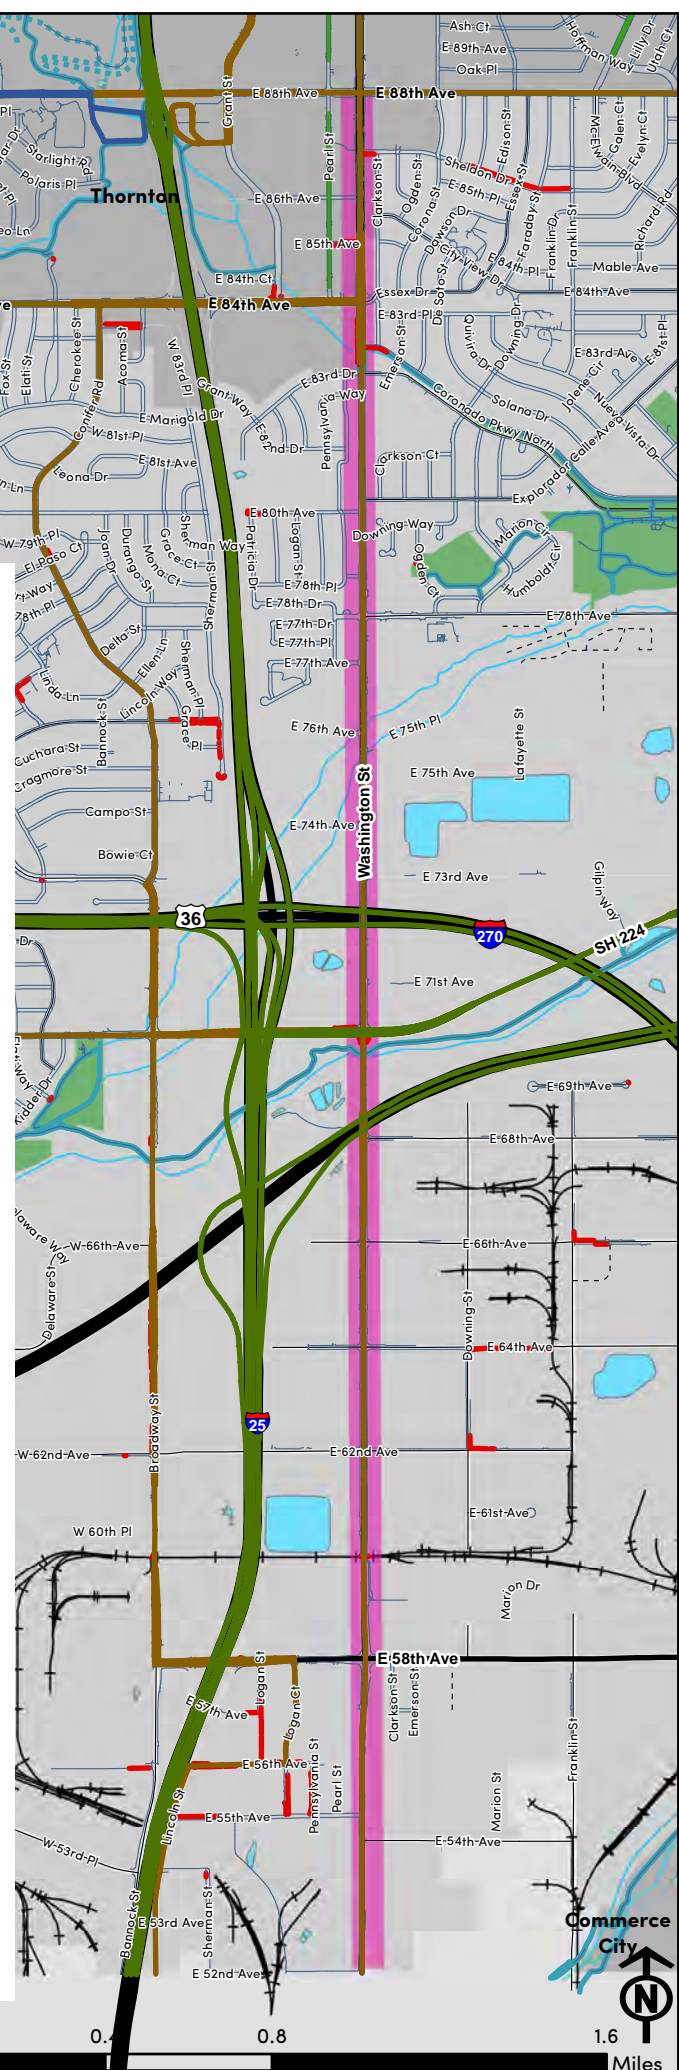 Ash Ct
Hoffman Way
Lilly Dr
Utah Ct
E 89th Ave
Oak Pl
E 88th Ave
E 88th Ave
Grant St
Pearl St
Edison St
Galen Ct
Evelyn Ct
McElwain Blvd
Starlight Rd
Polaris Pl
Thornton
E 86th Ave
Clarkson St
Ogden St
Corona St
Sheldon Dr
E 85th Pl
Essex St
Faraday St
Franklin Dr
Franklin St
Richard Rd
Dawson Dr
City View Dr
E 84th Pl
E 85th Ave
Mable Ave
E 84th Ct
De Soto St
Essex Dr
E 84th Ave
E 84th Ave
E 83rd Pl
Fox St
Elati St
Cherokee St
Acoma St
W 83rd Pl
Emerson St
Quivira Dr
Downing Dr
E 83rd Ave
E 81st Pl
E 83rd Dr
Grant Way
Pennsylvania Way
Coronado Pkwy North
Solana Dr
Jolene Cir
Nueva Vista Dr
Conifer Rd
E Marigold Dr
W 81st Pl
E 82nd Dr
E 81st Ave
Leona Dr
Clarkson Ct
Explorador Calle Ave
E 80th Ave
W 79th Pl
El Paso Ct
Jojan Dr
Durango St
Mona Ct
Grace Ct
Sherman Way
Sherman St
Patricia Dr
Logan St
Downing Way
Marion Cir
Ogden Ct
Humboldt Cir
78th Pl
E 78th Pl
E 78th Dr
E 78th Ave
E 77th Dr
E 77th Pl
E 77th Ave
Delta St
Ellen Ln
Lincoln Way
Sherman Pl
Grace Pl
Linda Ln
Bannock St
E 76th Ave
E 75th Pl
Lafayette St
Cuchara St
Cragmore St
E 75th Ave
Washington St
Campo St
E 74th Ave
Bowie Ct
E 73rd Ave
Gilpin Way
36
270
SH 224
Dr
E 71st Ave
Kidder Dr
E 69th Ave
E 68th Ave
W 66th Ave
E 66th Ave
Delaware St
Downing St
E 64th Ave
Broadway St
25
W 62nd Ave
E 62nd Ave
E 61st Ave
W 60th Pl
Marion Dr
E 58th Ave
Logan St
Logan Ct
Clarkson St
Emerson St
E 57th Ave
Franklin St
E 56th Ave
Pennsylvania St
Pearl St
Marion St
Lincoln St
E 55th Ave
E 54th Ave
W 53rd Pl
Bannock St
E 53rd Ave
Sherman St
Commerce
City
E 52nd Ave
N
0.8
1.6
Miles